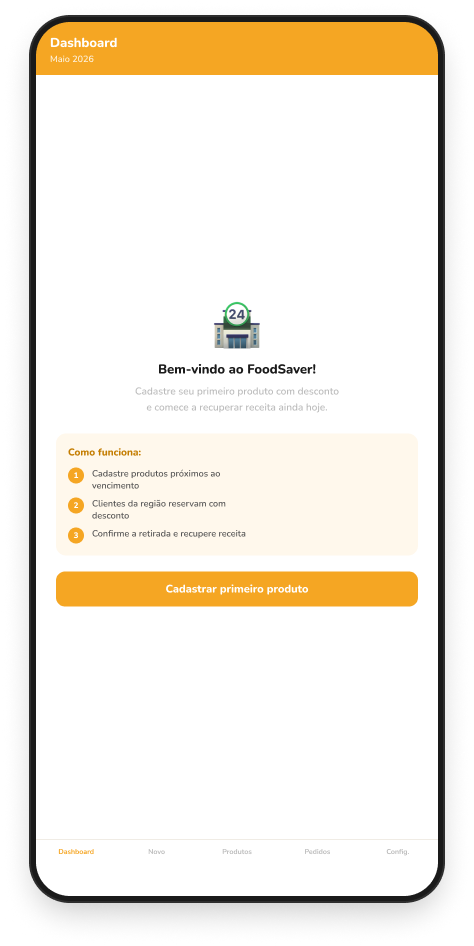 Dashboard
Maio 2026
24
Bem-vindo ao FoodSaver!
Cadastre seu primeiro produto com desconto
e comece a recuperar receita ainda hoje.
Como funciona:
1 Cadastre produtos próximos ao
vencimento
2 Clientes da região reservam com
desconto
3 Confirme a retirada e recupere receita
Cadastrar primeiro produto
Dashboard Novo Produtos Pedidos Config.